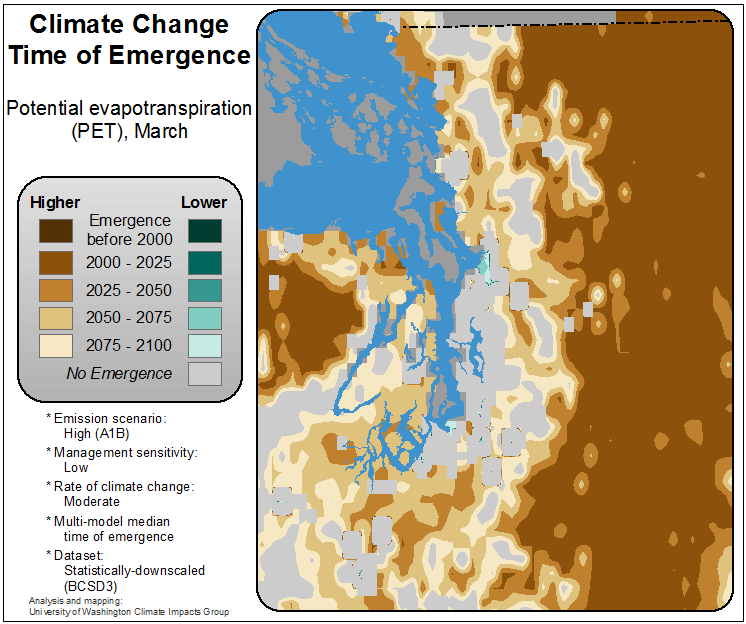 Climate Change
Time of Emergence
Potential evapotranspiration
(PET), March
Higher Lower
Emergence
before 2000
2000 - 2025
2025 - 2050
2050 - 2075
2075 - 2100
No Emergence
* Emission scenario:
High (A1B)
* Management sensitivity:
Low
* Rate of climate change:
Moderate
* Multi-model median
time of emergence
* Dataset:
Statistically-downscaled
(BCSD3)
Analysis and mapping:
University of Washington Climate Impacts Group